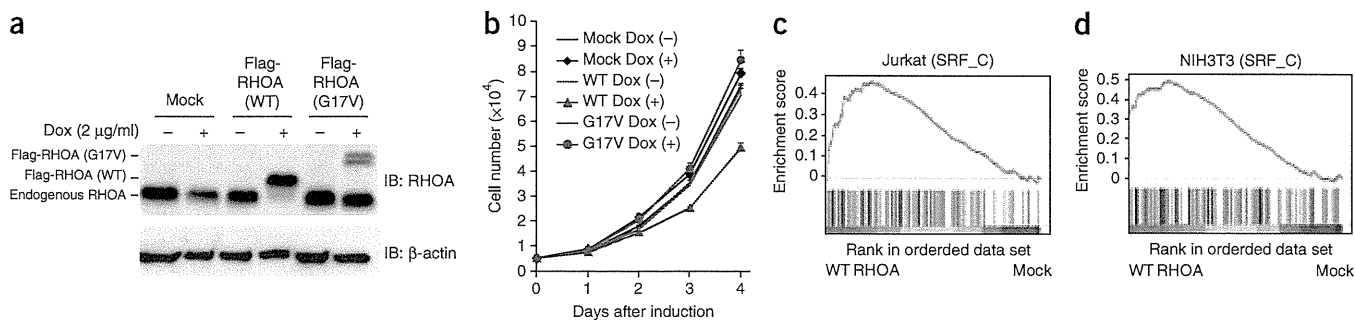 a
Mock
Flag-
RHOA
(WT)
Flag-
RHOA
(G17V)
Dox (2 µg/ml)
– + – + – +
Flag-RHOA (G17V)
Flag-RHOA (WT)
Endogenous RHOA
IB: RHOA
IB: β-actin
b
Cell number (×10⁴)
10
9
8
7
6
5
4
3
2
1
0
Mock Dox (–)
Mock Dox (+)
WT Dox (–)
WT Dox (+)
G17V Dox (–)
G17V Dox (+)
0 1 2 3 4
Days after induction
c
Jurkat (SRF_C)
Enrichment score
0.4
0.3
0.2
0.1
0
Rank in orderded data set
WT RHOA Mock
d
NIH3T3 (SRF_C)
Enrichment score
0.5
0.4
0.3
0.2
0.1
0
Rank in orderded data set
WT RHOA Mock